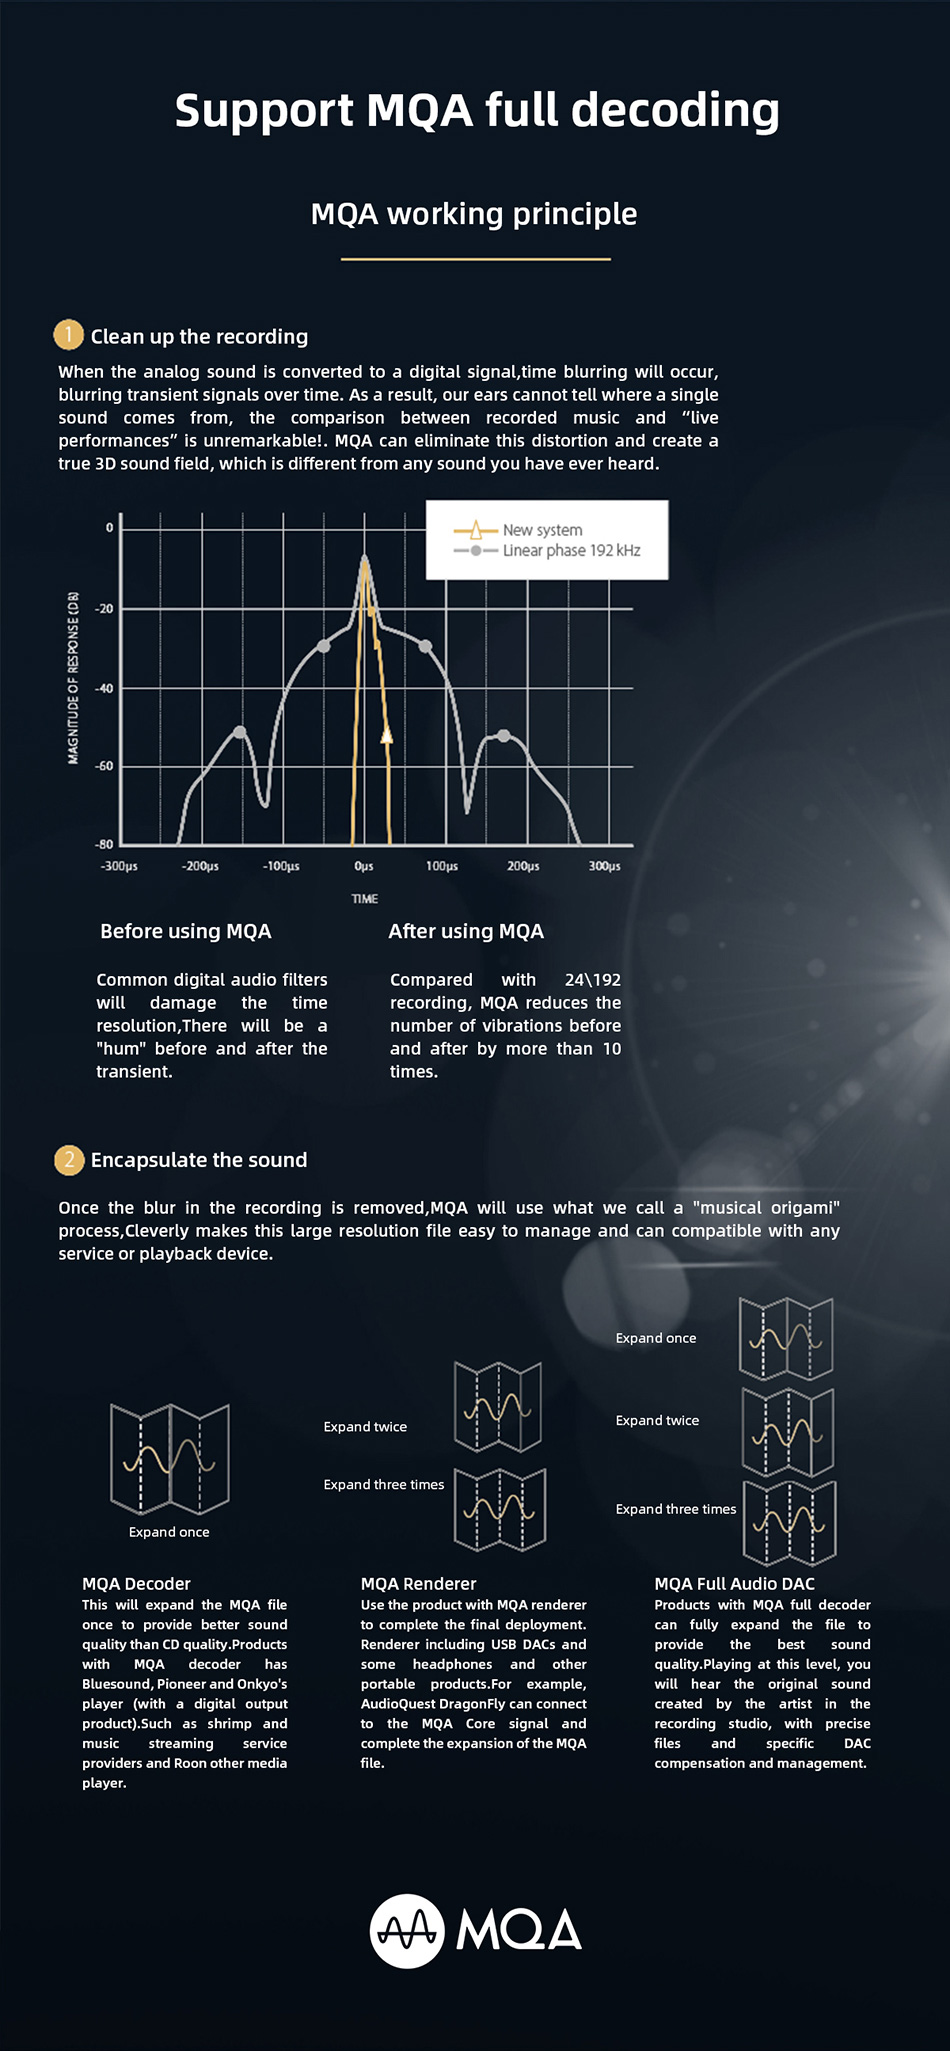 Support MQA full decoding
MQA working principle
1 Clean up the recording
When the analog sound is converted to a digital signal,time blurring will occur,
blurring transient signals over time. As a result, our ears cannot tell where a single
sound comes from, the comparison between recorded music and “live
performances” is unremarkable!. MQA can eliminate this distortion and create a
true 3D sound field, which is different from any sound you have ever heard.
New system
Linear phase 192 kHz
MAGNITUDE OF RESPONSE (DB)
0
-20
-40
-60
-80
-300µs -200µs -100µs 0µs 100µs 200µs 300µs
TIME
Before using MQA
Common digital audio filters
will damage the time
resolution,There will be a
"hum" before and after the
transient.
After using MQA
Compared with 24\192
recording, MQA reduces the
number of vibrations before
and after by more than 10
times.
2 Encapsulate the sound
Once the blur in the recording is removed,MQA will use what we call a "musical origami"
process,Cleverly makes this large resolution file easy to manage and can compatible with any
service or playback device.
Expand once
MQA Decoder
This will expand the MQA file
once to provide better sound
quality than CD quality.Products
with MQA decoder has
Bluesound, Pioneer and Onkyo's
player (with a digital output
product).Such as shrimp and
music streaming service
providers and Roon other media
player.
Expand twice
Expand three times
MQA Renderer
Use the product with MQA renderer
to complete the final deployment.
Renderer including USB DACs and
some headphones and other
portable products.For example,
AudioQuest DragonFly can connect
to the MQA Core signal and
complete the expansion of the MQA
file.
Expand once
Expand twice
Expand three times
MQA Full Audio DAC
Products with MQA full decoder
can fully expand the file to
provide the best sound
quality.Playing at this level, you
will hear the original sound
created by the artist in the
recording studio, with precise
files and specific DAC
compensation and management.
MQA